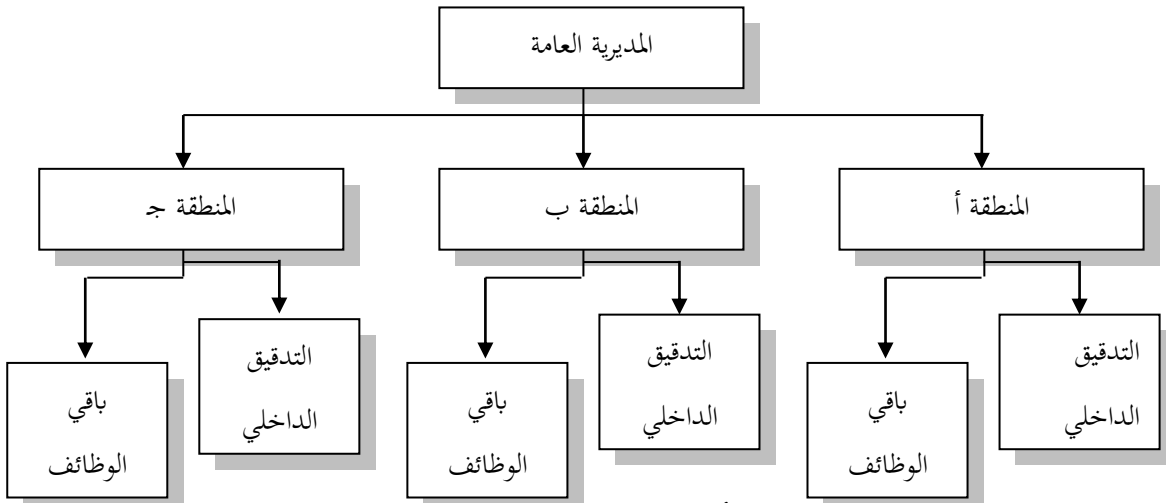 المديرية العامة
المنطقة أ
المنطقة ب
المنطقة ج
التدقيق
الداخلي
باقي
الوظائف
التدقيق
الداخلي
باقي
الوظائف
التدقيق
الداخلي
باقي
الوظائف